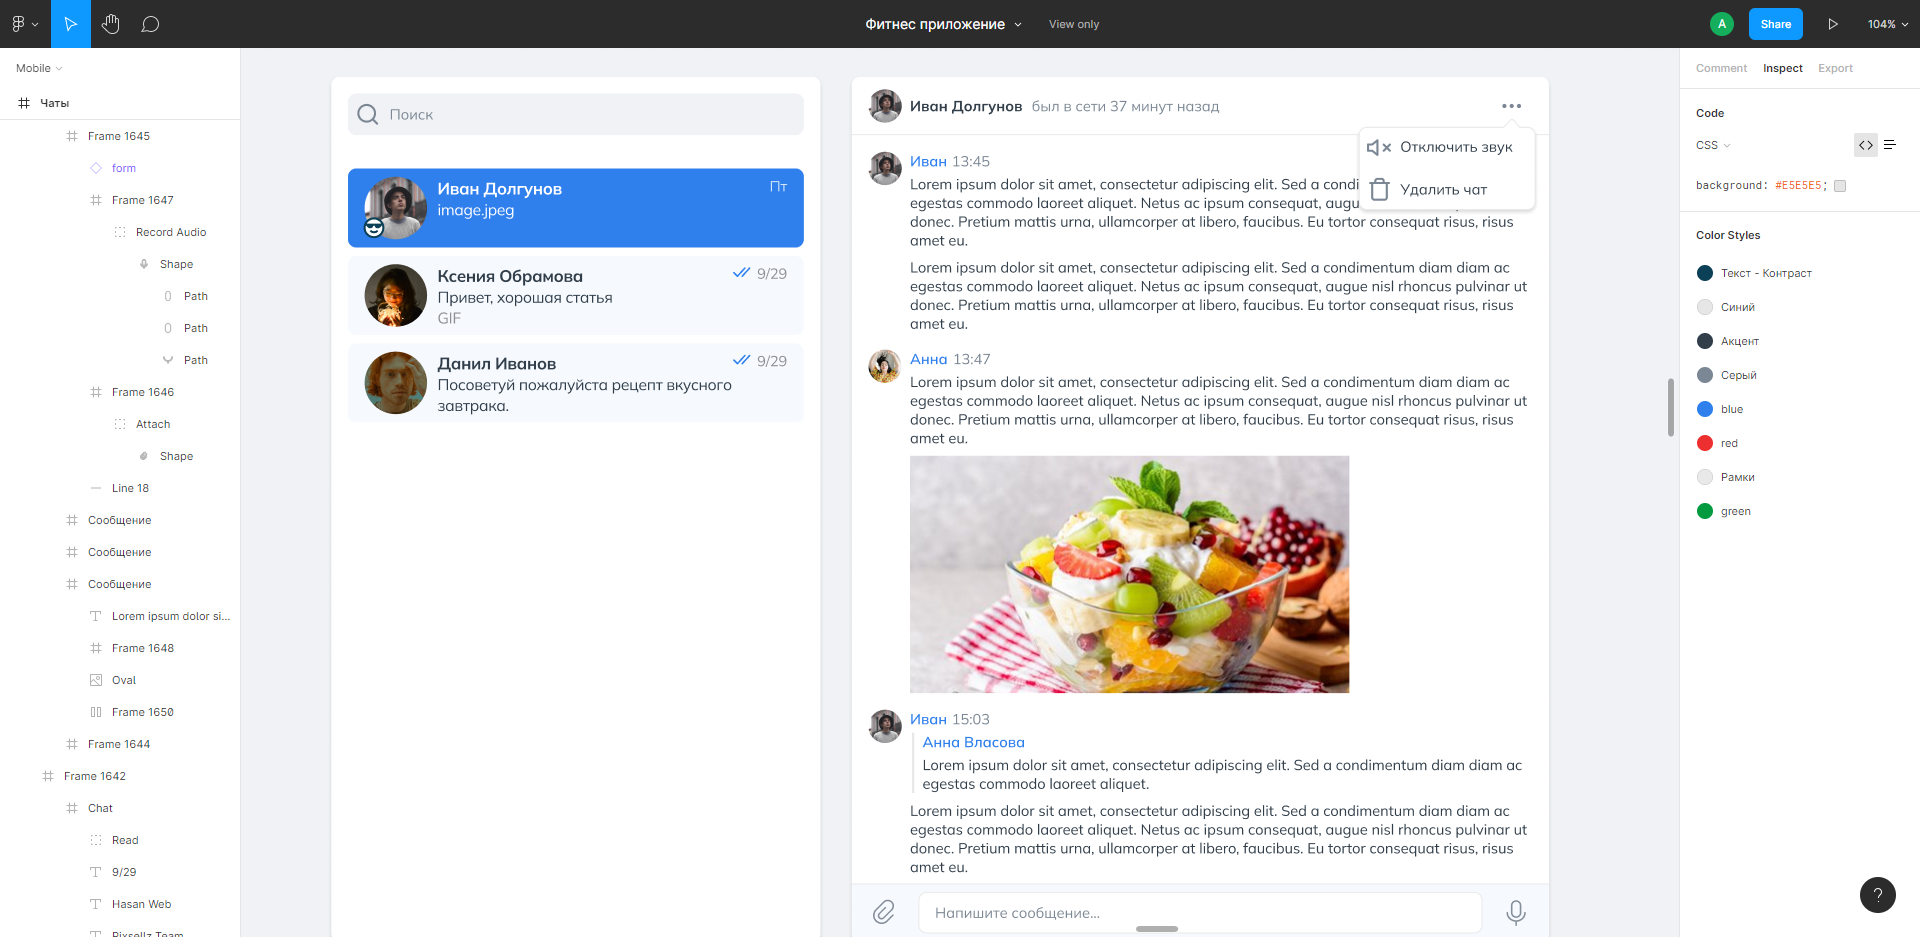 Фитнес приложение
View only
A
Share
104%
Mobile
Чаты
Frame 1645
form
Frame 1647
Record Audio
Shape
Path
Path
Path
Frame 1646
Attach
Shape
Line 18
Сообщение
Сообщение
Сообщение
Lorem ipsum dolor si...
Frame 1648
Oval
Frame 1650
Frame 1644
Frame 1642
Chat
Read
9/29
Hasan Web
Pixsellz Team
Поиск
Иван Долгунов
Пт
image.jpeg
Ксения Обрамова
9/29
Привет, хорошая статья
GIF
Данил Иванов
9/29
Посоветуй пожалуйста рецепт вкусного
завтрака.
Иван Долгунов был в сети 37 минут назад
Отключить звук
Удалить чат
Иван 13:45
Lorem ipsum dolor sit amet, consectetur adipiscing elit. Sed a condi
egestas commodo laoreet aliquet. Netus ac ipsum consequat, augu
donec. Pretium mattis urna, ullamcorper at libero, faucibus. Eu tortor consequat risus, risus
amet eu.
Lorem ipsum dolor sit amet, consectetur adipiscing elit. Sed a condimentum diam diam ac
egestas commodo laoreet aliquet. Netus ac ipsum consequat, augue nisl rhoncus pulvinar ut
donec. Pretium mattis urna, ullamcorper at libero, faucibus. Eu tortor consequat risus, risus
amet eu.
Анна 13:47
Lorem ipsum dolor sit amet, consectetur adipiscing elit. Sed a condimentum diam diam ac
egestas commodo laoreet aliquet. Netus ac ipsum consequat, augue nisl rhoncus pulvinar ut
donec. Pretium mattis urna, ullamcorper at libero, faucibus. Eu tortor consequat risus, risus
amet eu.
Иван 15:03
Анна Власова
Lorem ipsum dolor sit amet, consectetur adipiscing elit. Sed a condimentum diam diam ac
egestas commodo laoreet aliquet.
Lorem ipsum dolor sit amet, consectetur adipiscing elit. Sed a condimentum diam diam ac
egestas commodo laoreet aliquet. Netus ac ipsum consequat, augue nisl rhoncus pulvinar ut
donec. Pretium mattis urna, ullamcorper at libero, faucibus. Eu tortor consequat risus, risus
amet eu.
Напишите сообщение...
Comment Inspect Export
Code
CSS
background: #E5E5E5;
Color Styles
Текст - Контраст
Синий
Акцент
Серый
blue
red
Рамки
green
?